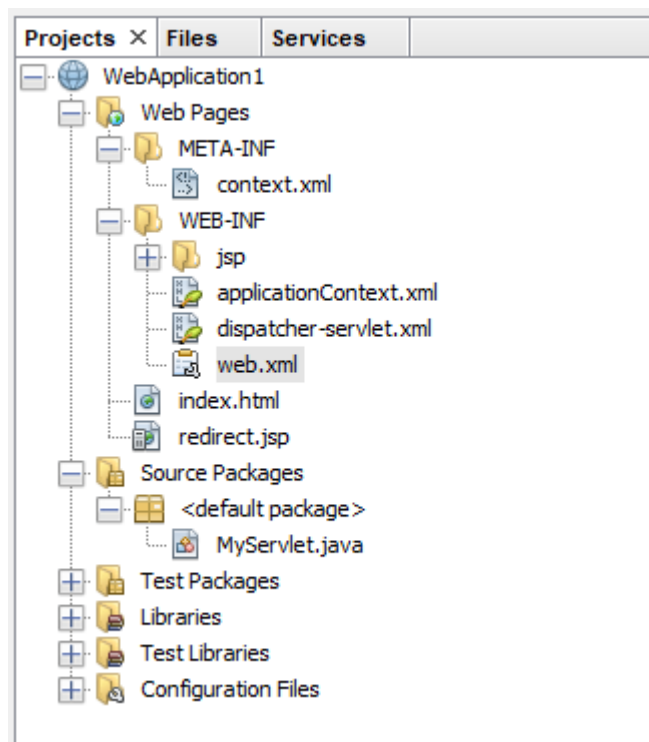 Projects Files Services
WebApplication1
Web Pages
META-INF
context.xml
WEB-INF
jsp
applicationContext.xml
dispatcher-servlet.xml
web.xml
index.html
redirect.jsp
Source Packages
<default package>
MyServlet.java
Test Packages
Libraries
Test Libraries
Configuration Files